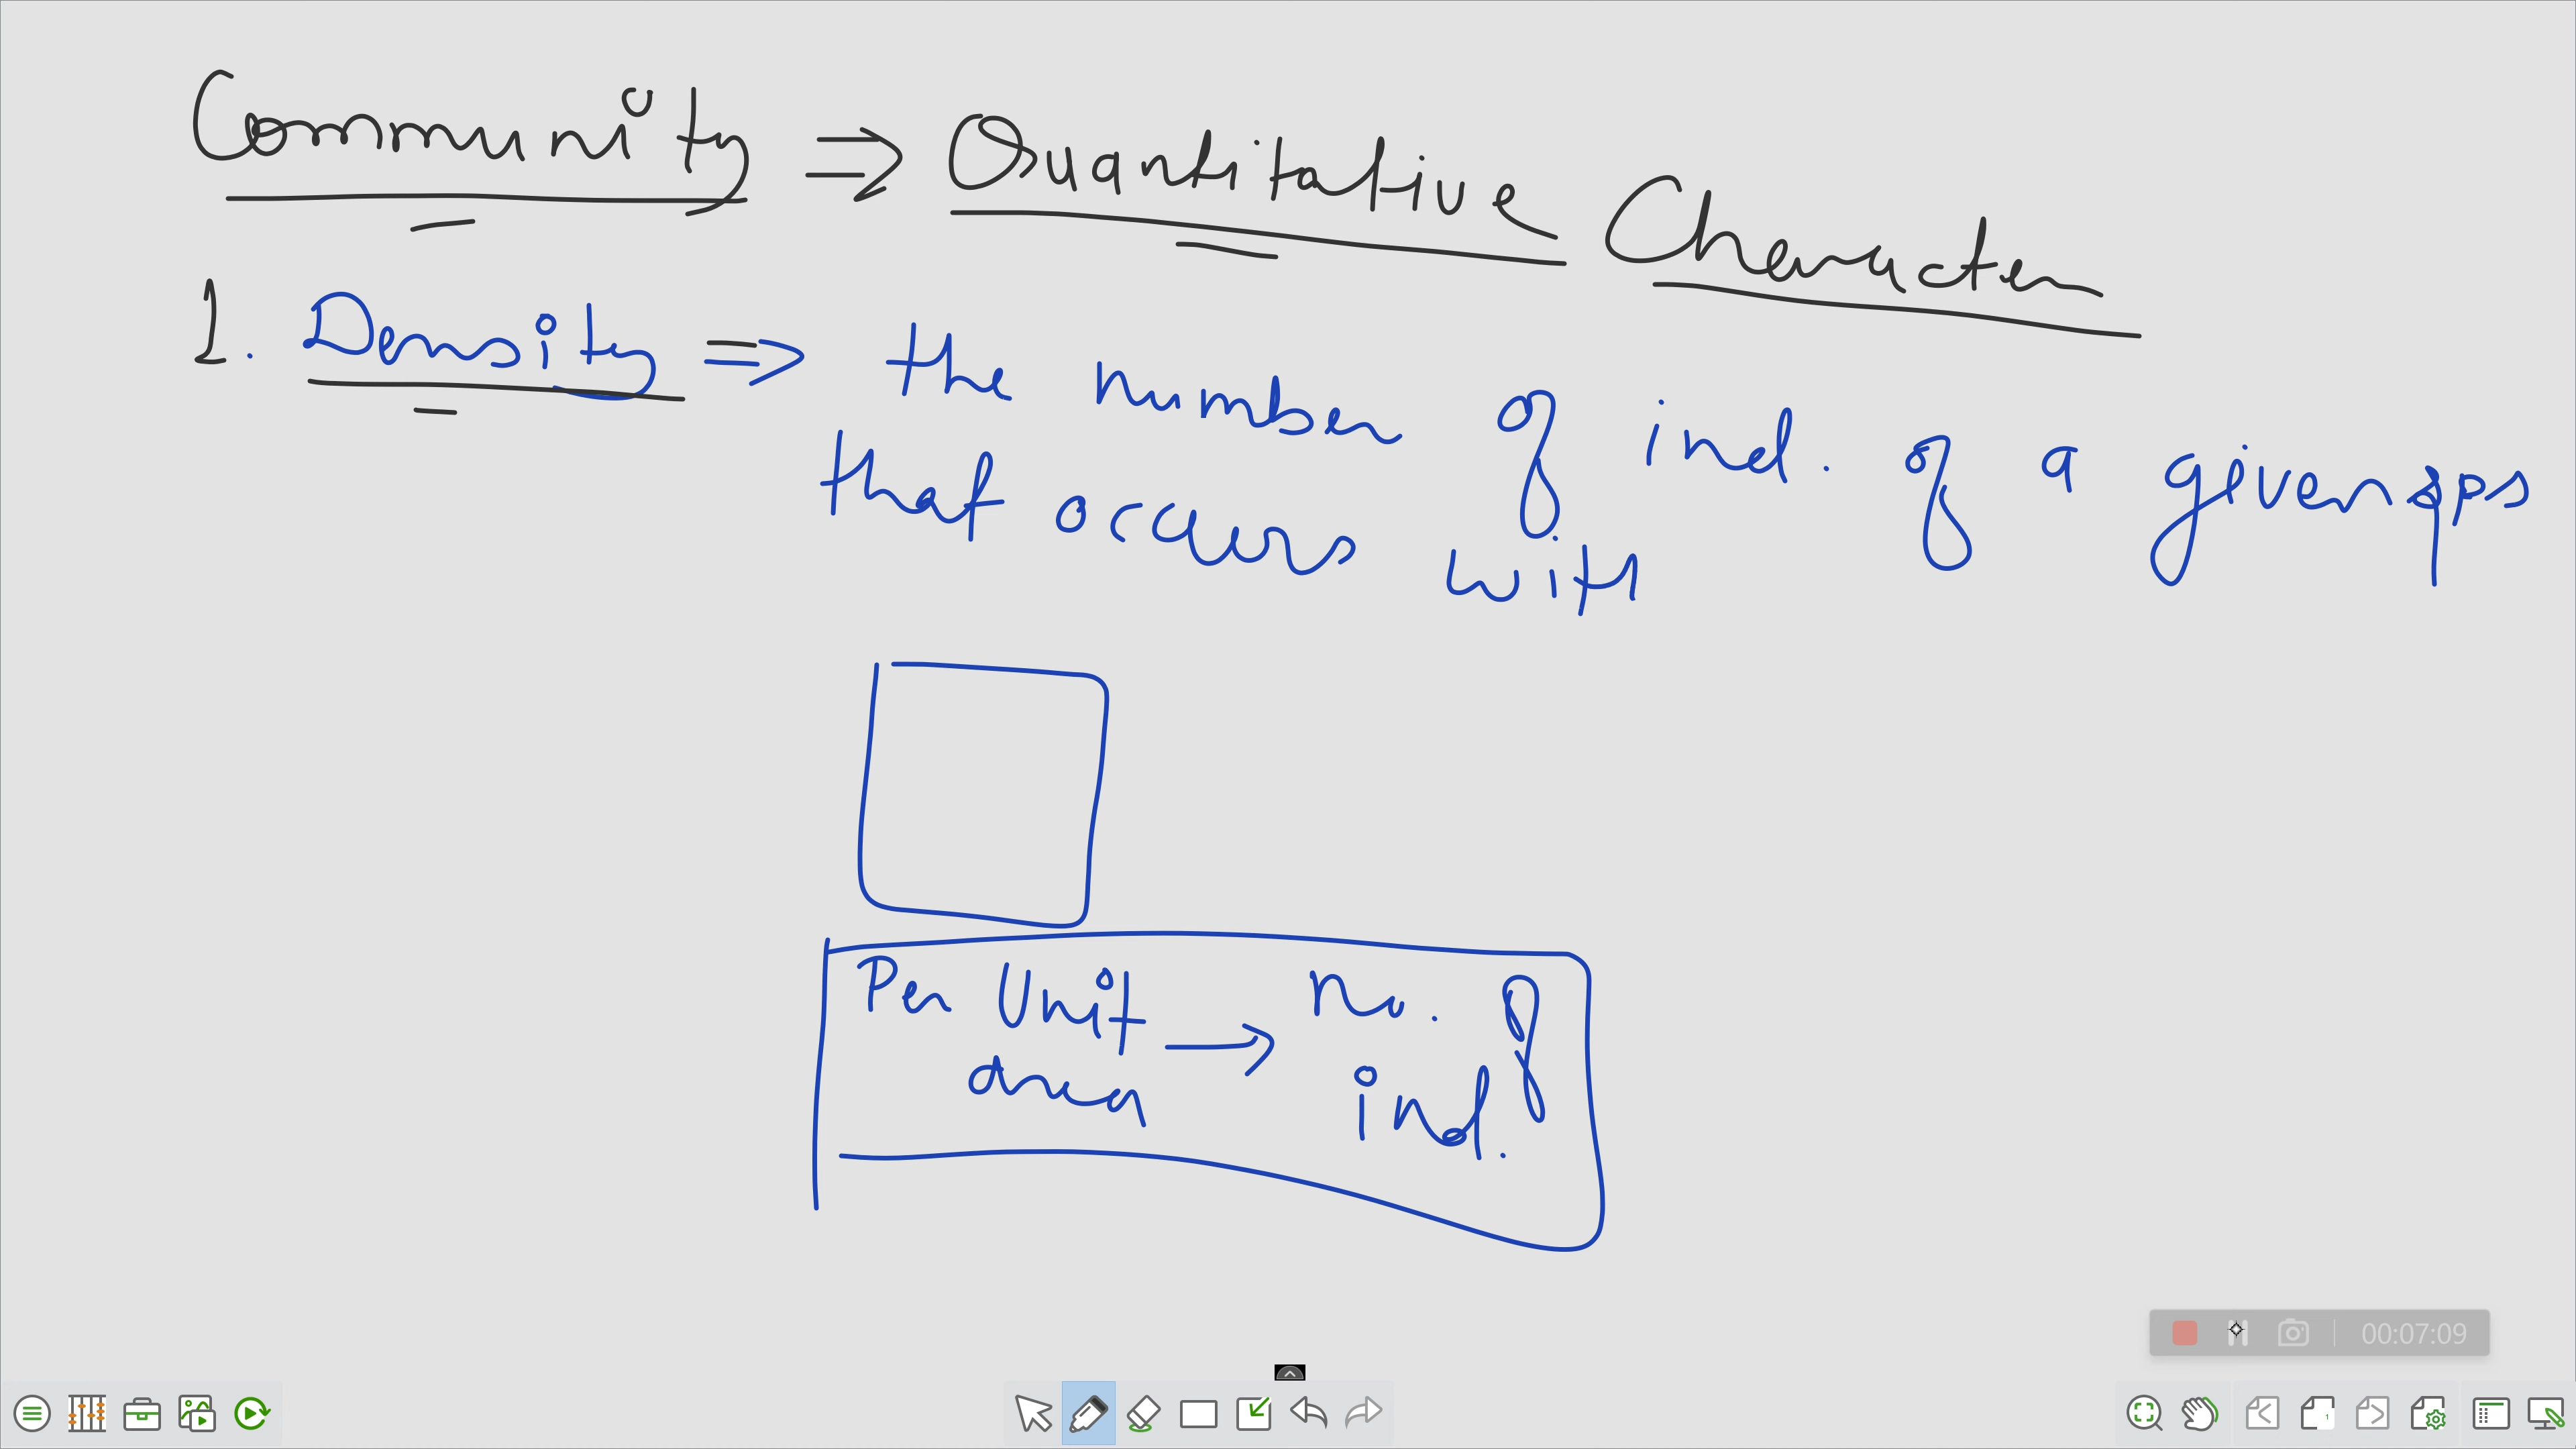 Community ⇒ Quantitative Character
1. Density ⇒ the number of ind. of a given sps
that occurs with
Per Unit → no. of
area ind.
00:07:09